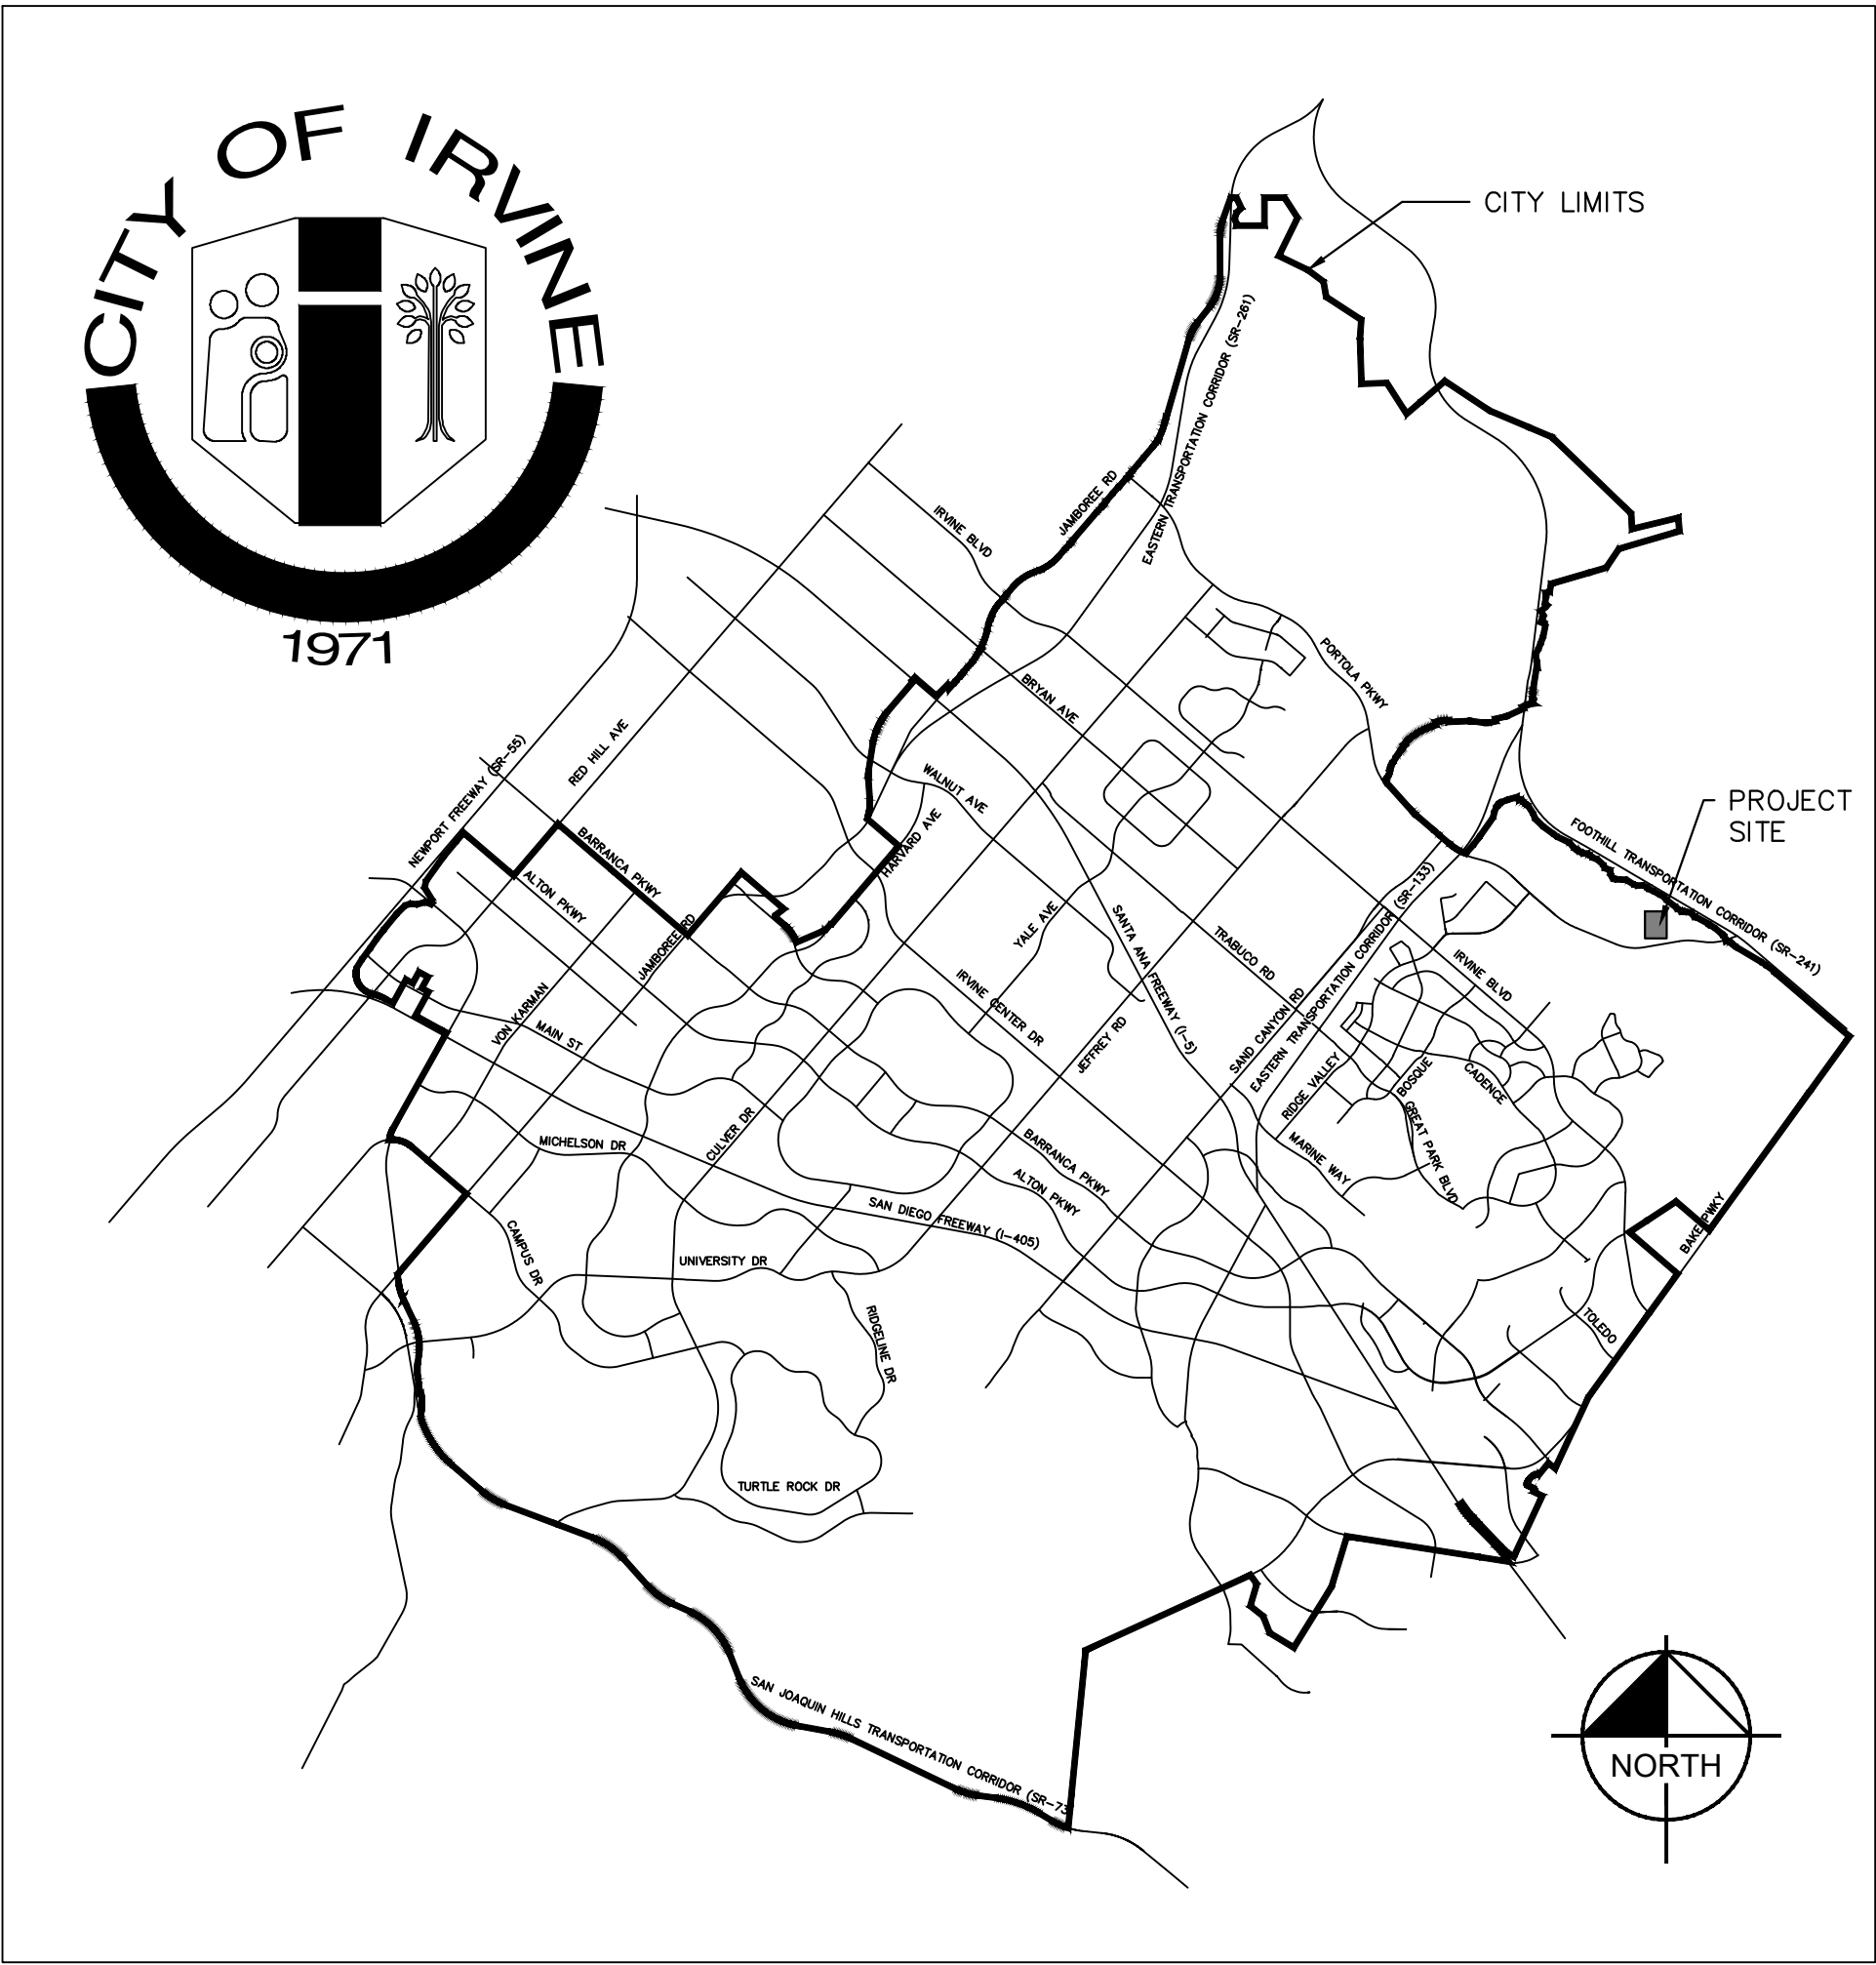 CITY OF IRVINE
1971
CITY LIMITS
EASTERN TRANSPORTATION CORRIDOR (SR-261)
JAMBOREE RD
IRVINE BLVD
PORTOLA PKWY
BRYAN AVE
NEWPORT FREEWAY (SR-55)
RED HILL AVE
WALNUT AVE
HARVARD AVE
PROJECT
SITE
FOOTHILL TRANSPORTATION CORRIDOR (SR-241)
BARRANCA PKWY
ALTON PKWY
JAMBOREE RD
YALE AVE
SANTA ANA FREEWAY (I-5)
TRABUCO RD
EASTERN TRANSPORTATION CORRIDOR (SR-133)
IRVINE BLVD
VON KARMAN
MAIN ST
IRVINE CENTER DR
JEFFREY RD
SAND CANYON RD
RIDGE VALLEY
BOSQUE
CADENCE
GREAT PARK BLVD
MARINE WAY
MICHELSON DR
CULVER DR
BARRANCA PKWY
ALTON PKWY
SAN DIEGO FREEWAY (I-405)
CAMPUS DR
UNIVERSITY DR
RIDGELINE DR
BAKE PWKY
TOLEDO
TURTLE ROCK DR
SAN JOAQUIN HILLS TRANSPORTATION CORRIDOR (SR-73
NORTH